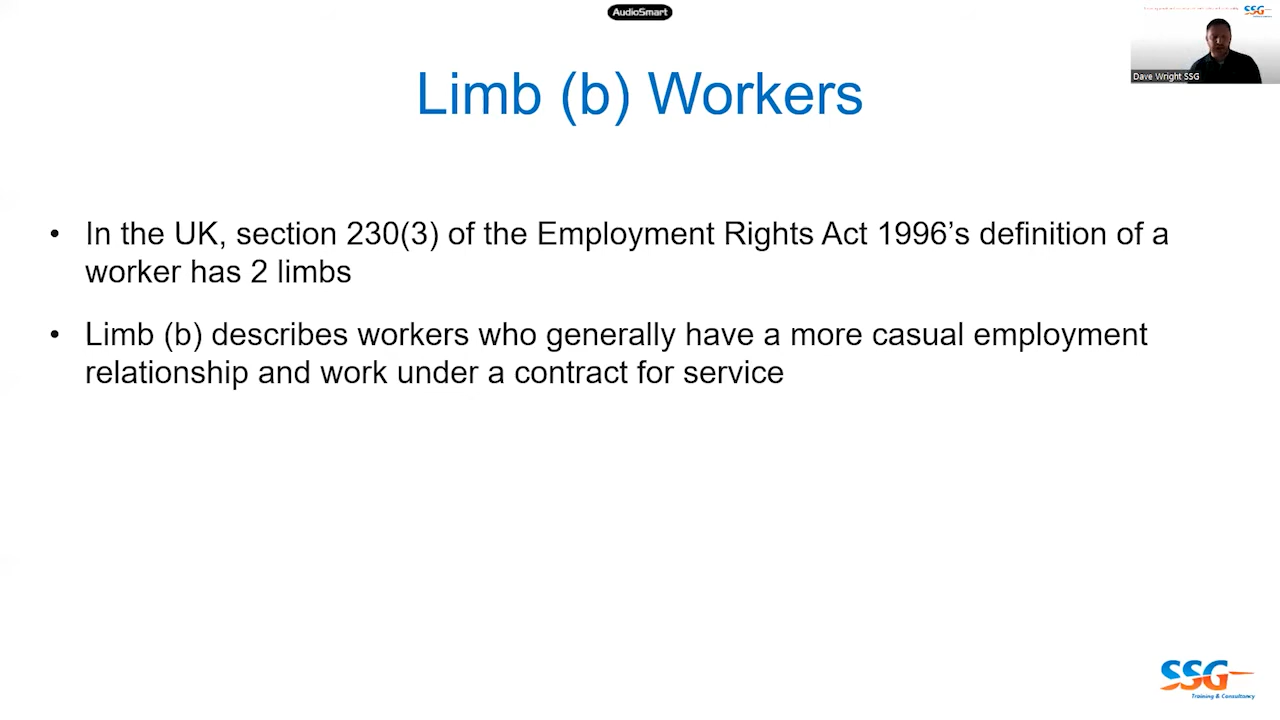 AudioSmart
SSG
Dave Wright SSG
Limb (b) Workers
• In the UK, section 230(3) of the Employment Rights Act 1996’s definition of a
worker has 2 limbs
• Limb (b) describes workers who generally have a more casual employment
relationship and work under a contract for service
SSG
Training & Consultancy